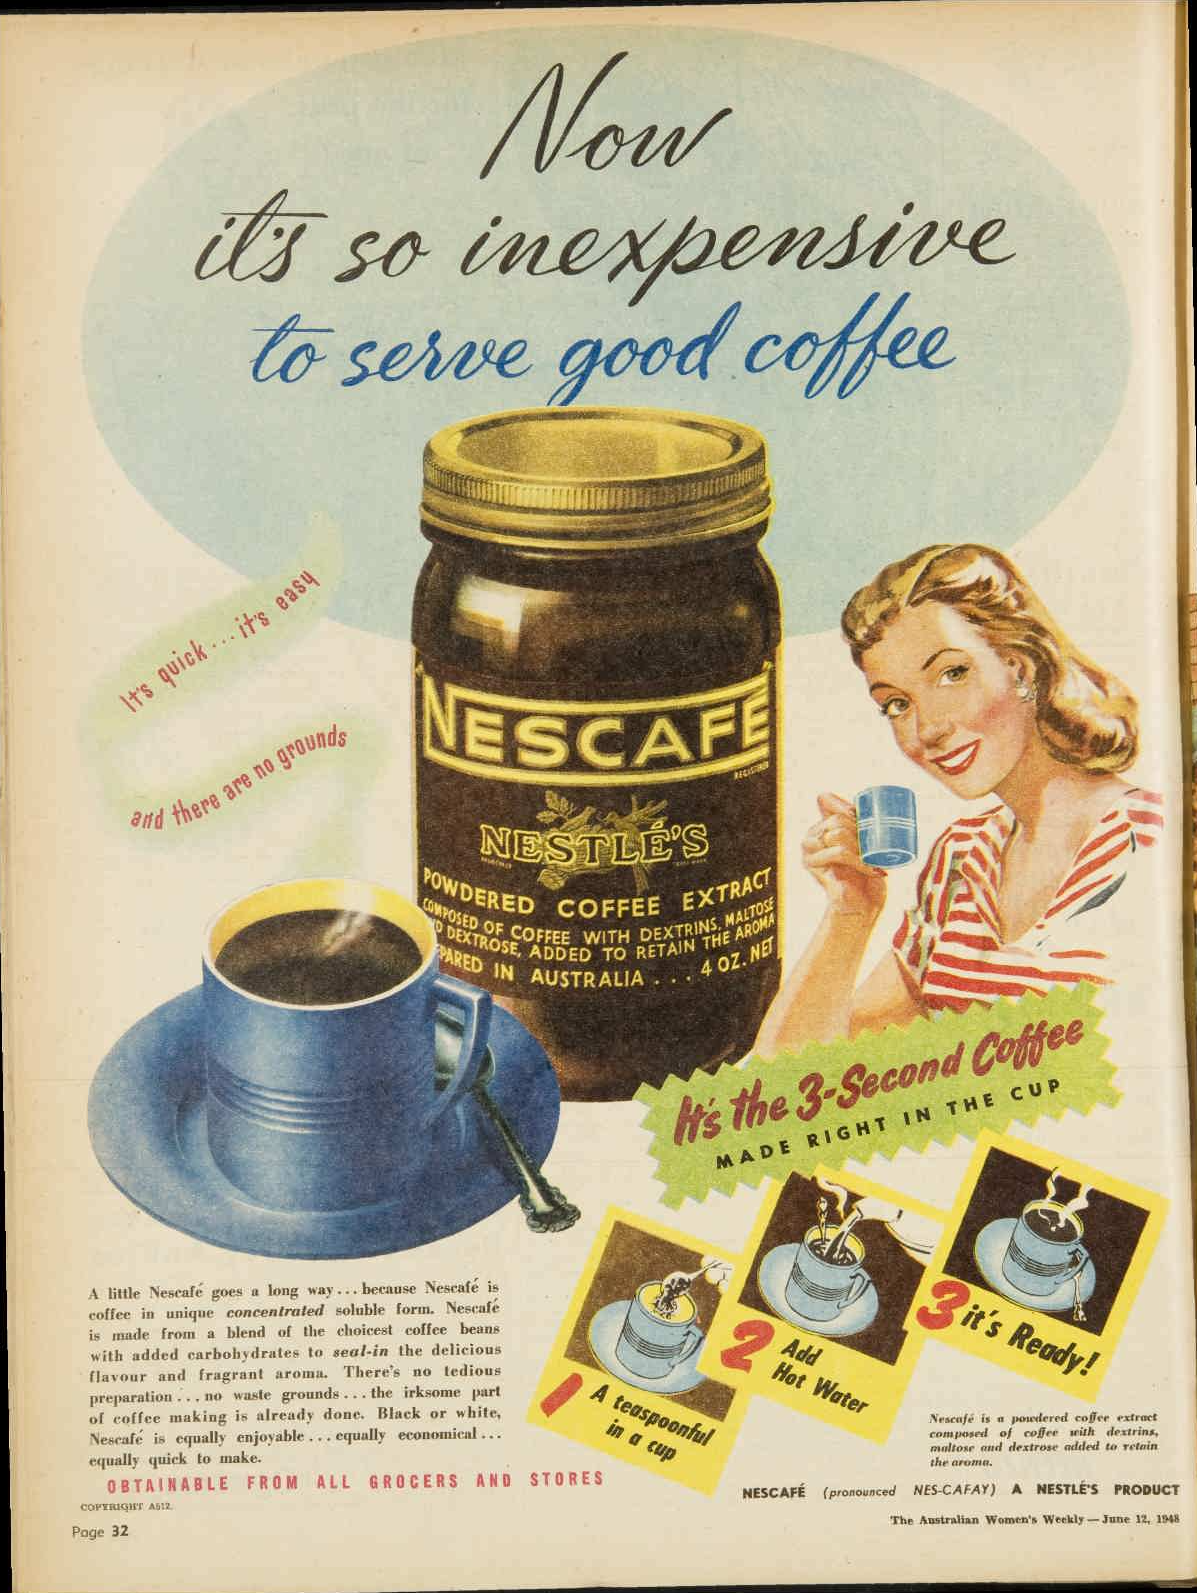 Now
it's so inexpensive
to serve good coffee
It's quick...it's easy
and there are no grounds
NESCAFÉ
REGISTERED
NESTLÉ'S
POWDERED COFFEE EXTRACT
COMPOSED OF COFFEE WITH DEXTRINS, MALTOSE
DEXTROSE, ADDED TO RETAIN THE AROMA
PARED IN AUSTRALIA ... 4 OZ. NET
It's the 3-Second Coffee
MADE RIGHT IN THE CUP
1 A teaspoonful
in a cup
2 Add
Hot Water
3 it's Ready!
A little Nescafé goes a long way...because Nescafé is
coffee in unique concentrated soluble form. Nescafé
is made from a blend of the choicest coffee beans
with added carbohydrates to seal-in the delicious
flavour and fragrant aroma. There's no tedious
preparation...no waste grounds...the irksome part
of coffee making is already done. Black or white,
Nescafé is equally enjoyable...equally economical...
equally quick to make.
OBTAINABLE FROM ALL GROCERS AND STORES
COPYRIGHT A512.
Nescafé is a powdered coffee extract
composed of coffee with dextrins,
maltose and dextrose added to retain
the aroma.
NESCAFÉ (pronounced NES-CAFAY) A NESTLÉ'S PRODUCT
Page 32
The Australian Women's Weekly — June 12, 1948